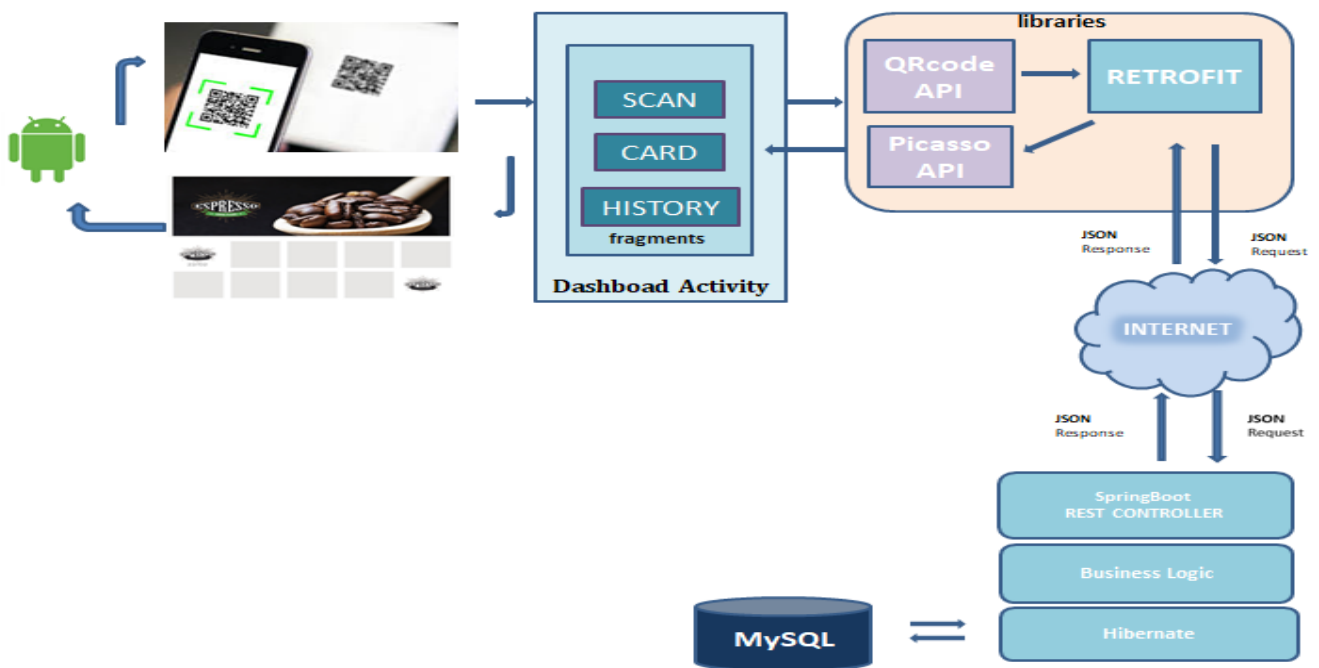 libraries
QRcode
API
RETROFIT
Picasso
API
SCAN
CARD
HISTORY
fragments
Dashboad Activity
ESPRESSO
JSON
Response
JSON
Request
INTERNET
JSON
Response
JSON
Request
SpringBoot
REST CONTROLLER
Business Logic
Hibernate
MySQL